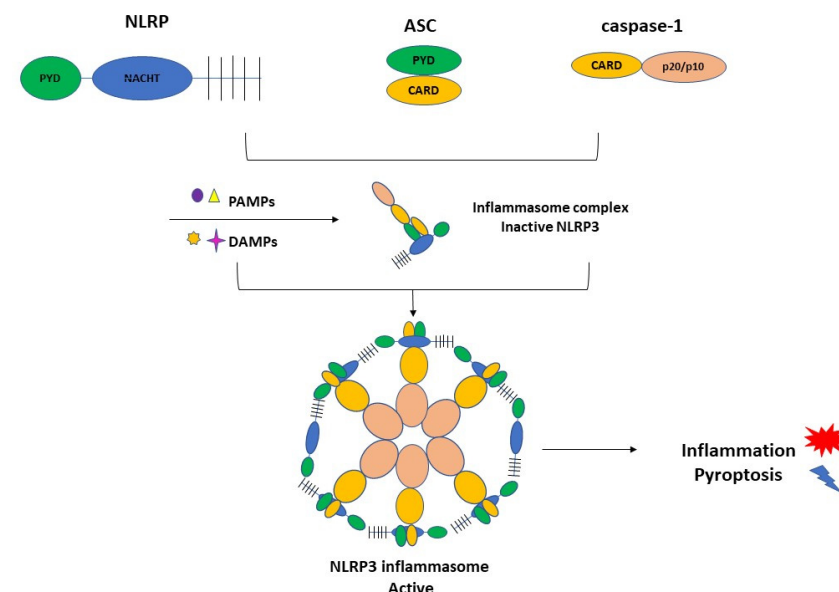 NLRP
ASC
caspase-1
PYD
NACHT
PYD
CARD
CARD
p20/p10
PAMPs
DAMPs
Inflammasome complex
Inactive NLRP3
Inflammation
Pyroptosis
NLRP3 inflammasome
Active